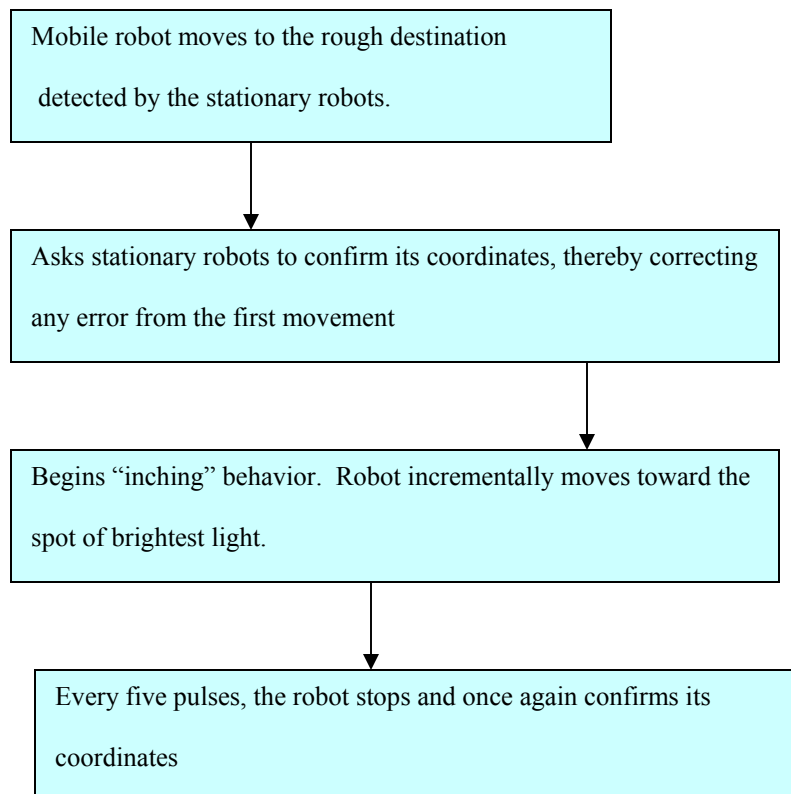 Mobile robot moves to the rough destination
detected by the stationary robots.
Asks stationary robots to confirm its coordinates, thereby correcting
any error from the first movement
Begins “inching” behavior.  Robot incrementally moves toward the
spot of brightest light.
Every five pulses, the robot stops and once again confirms its
coordinates